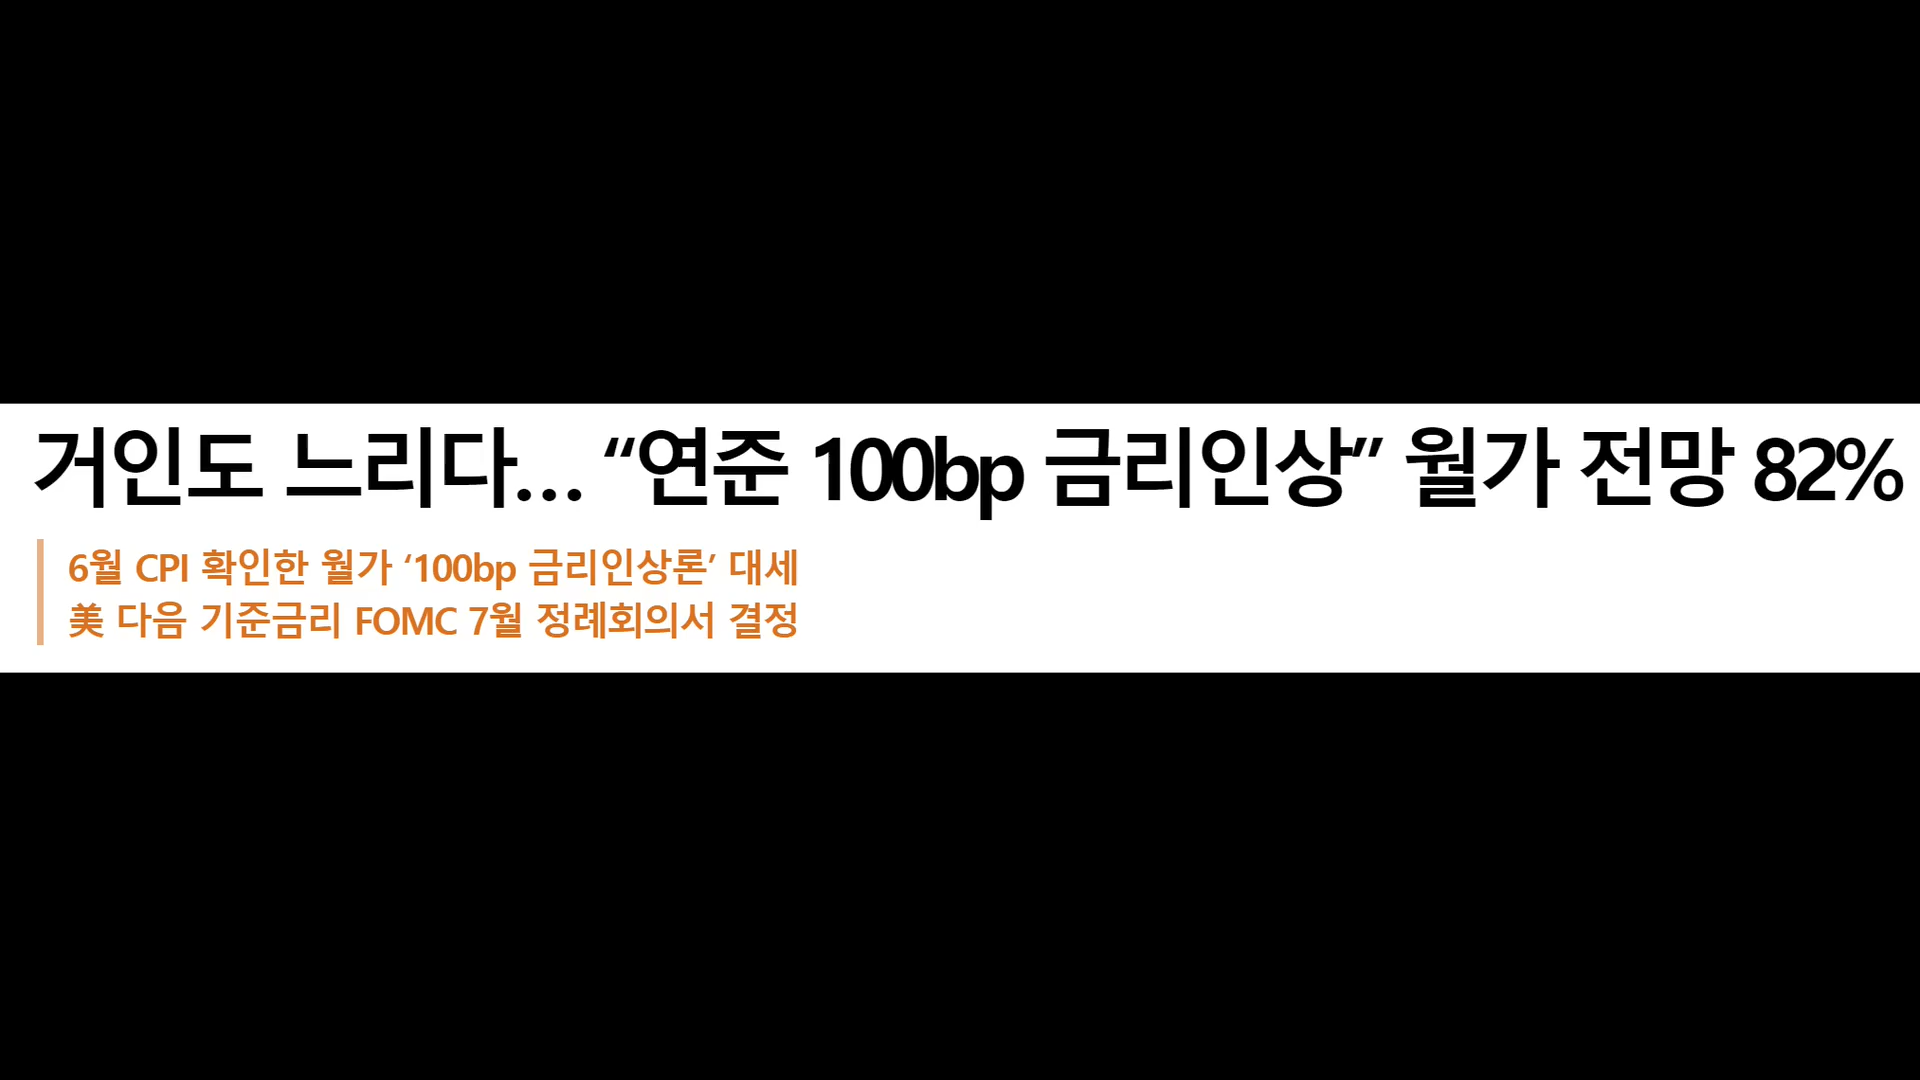 거인도 느리다… “연준 100bp 금리인상” 월가 전망 82%
6월 CPI 확인한 월가 ‘100bp 금리인상론’ 대세
美 다음 기준금리 FOMC 7월 정례회의서 결정